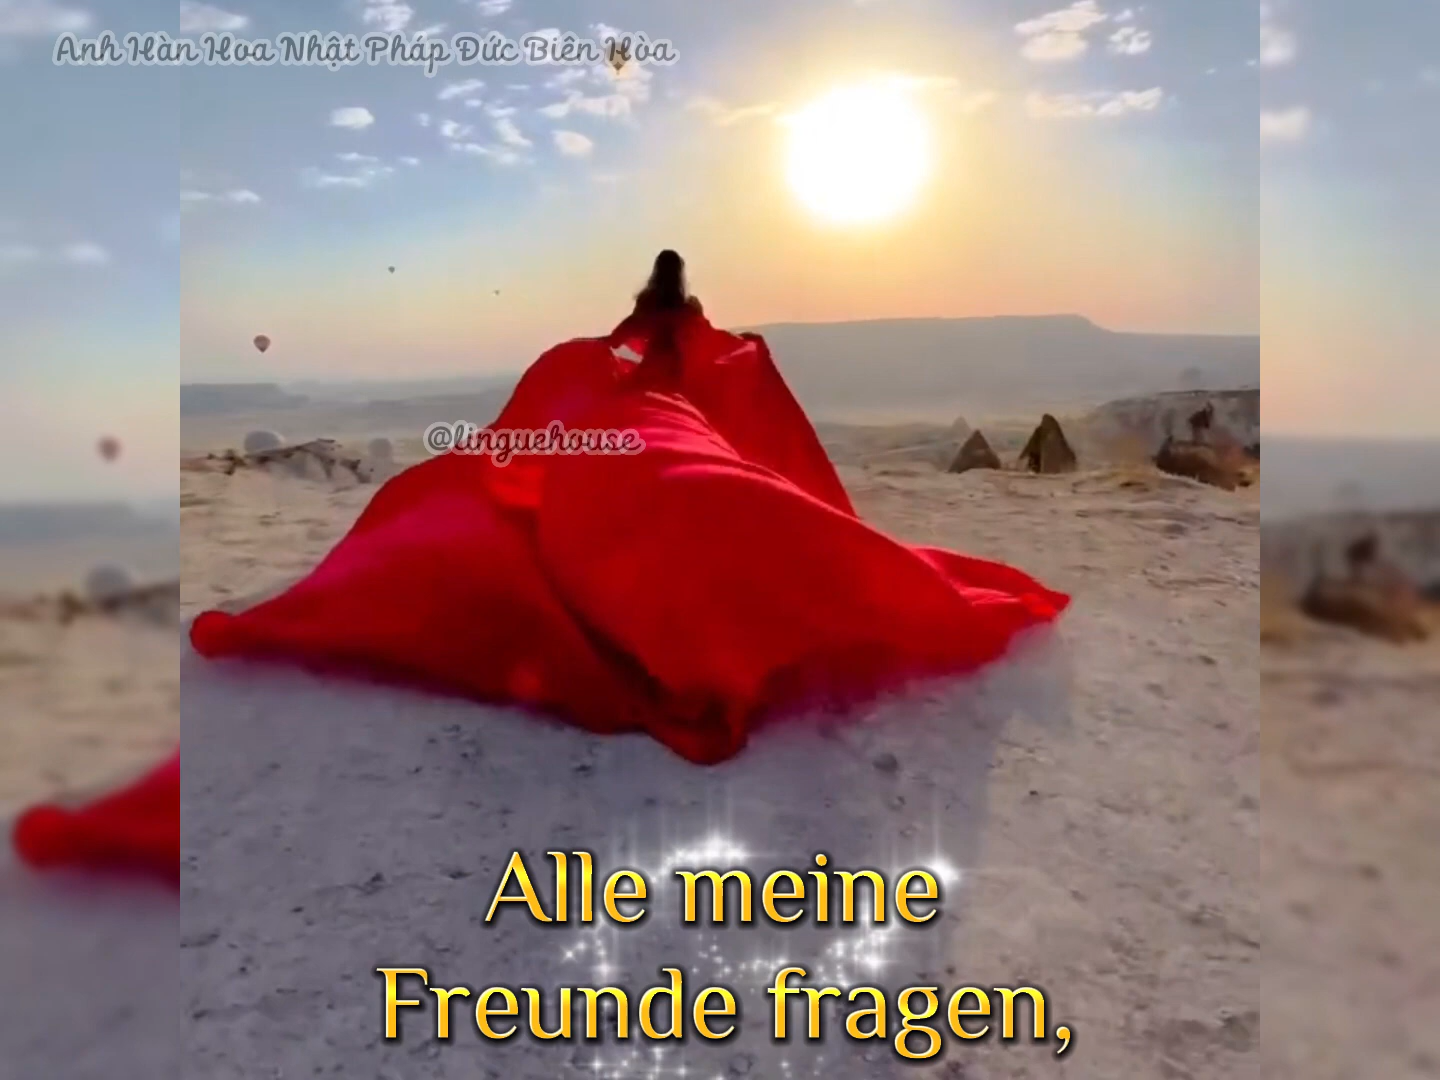 Anh Hàn Hoa Nhật Pháp Đức Biên Hòa
@linguehouse
Alle meine
Freunde fragen,